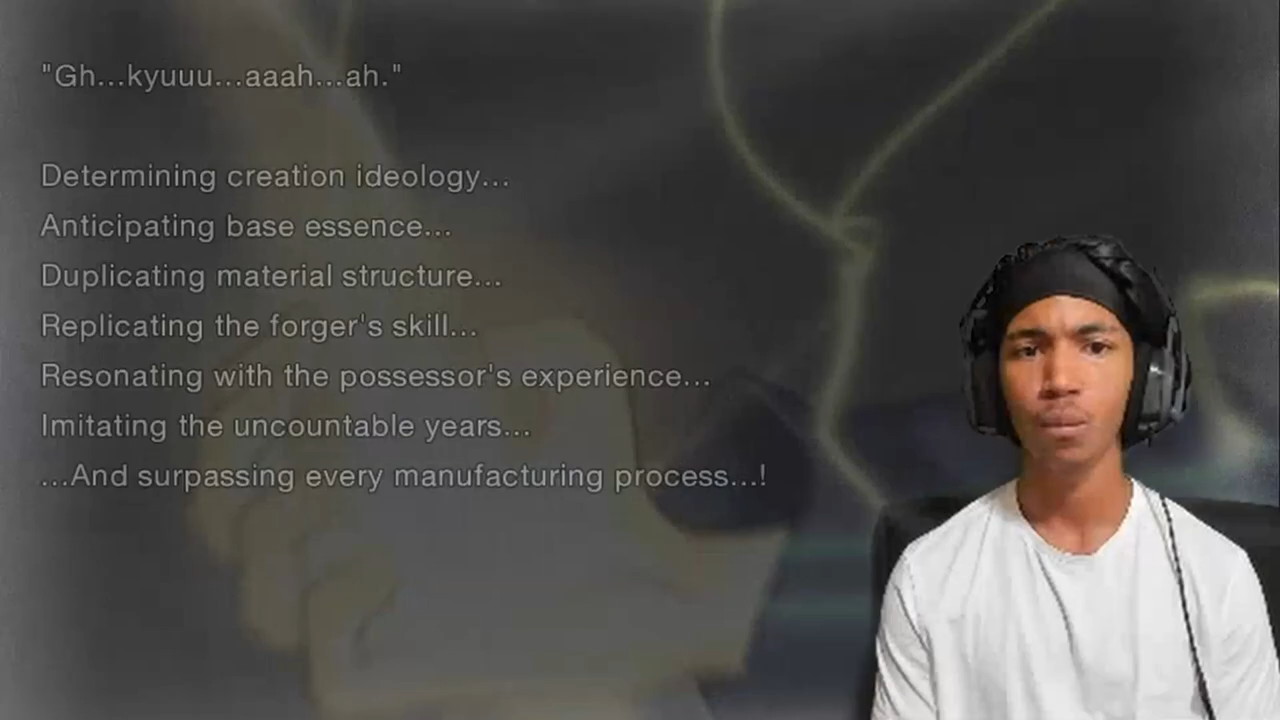 "Gh...kyuuu...aaah...ah."
Determining creation ideology...
Anticipating base essence...
Duplicating material structure...
Replicating the forger's skill...
Resonating with the possessor's experience...
Imitating the uncountable years...
...And surpassing every manufacturing process...!